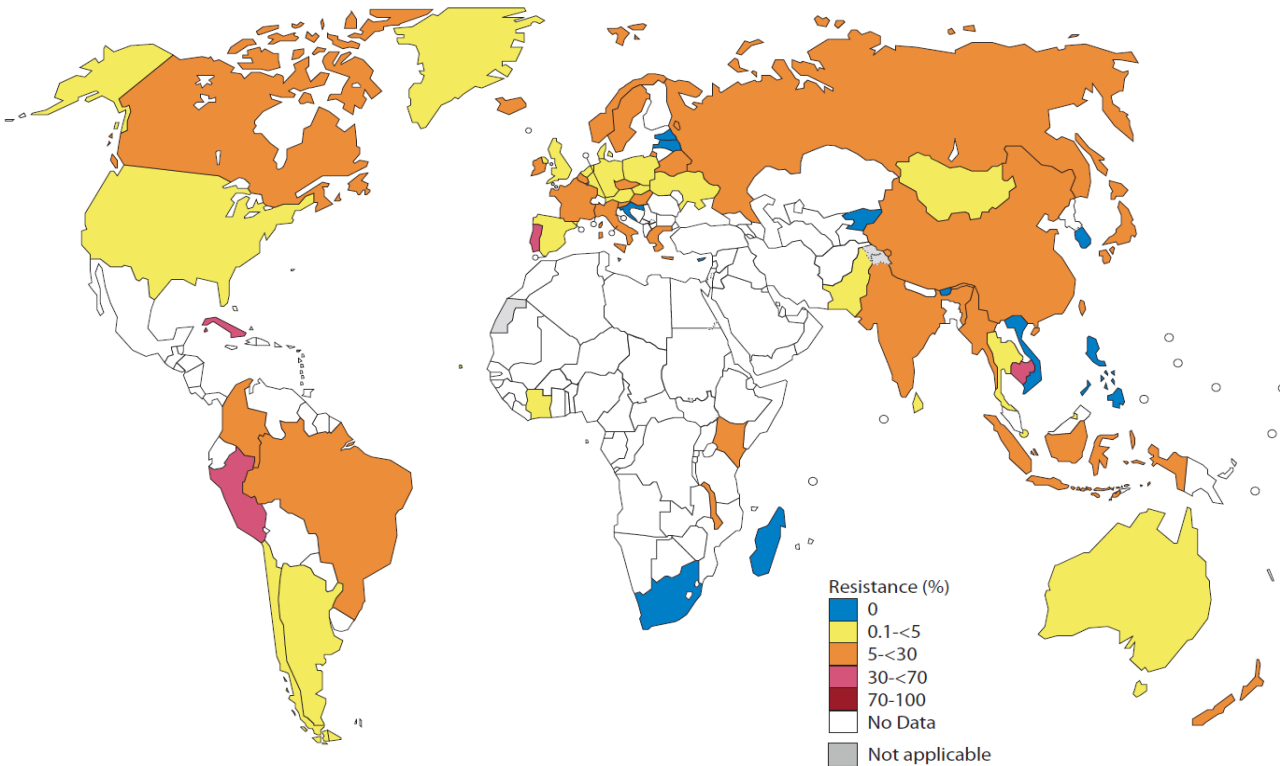 Resistance (%)
0
0.1-<5
5-<30
30-<70
70-100
No Data
Not applicable